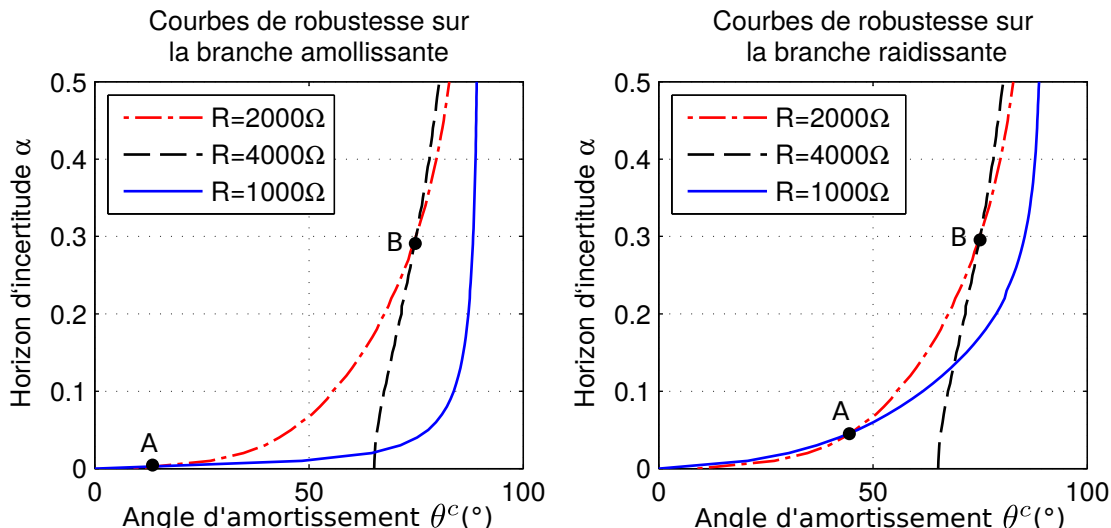 Courbes de robustesse sur
la branche amollissante
Horizon d'incertitude α
0.5
0.4
0.3
0.2
0.1
0
R=2000Ω
R=4000Ω
R=1000Ω
B
A
0
50
100
Angle d'amortissement θᶜ(°)
Courbes de robustesse sur
la branche raidissante
Horizon d'incertitude α
0.5
0.4
0.3
0.2
0.1
0
R=2000Ω
R=4000Ω
R=1000Ω
B
A
0
50
100
Angle d'amortissement θᶜ(°)